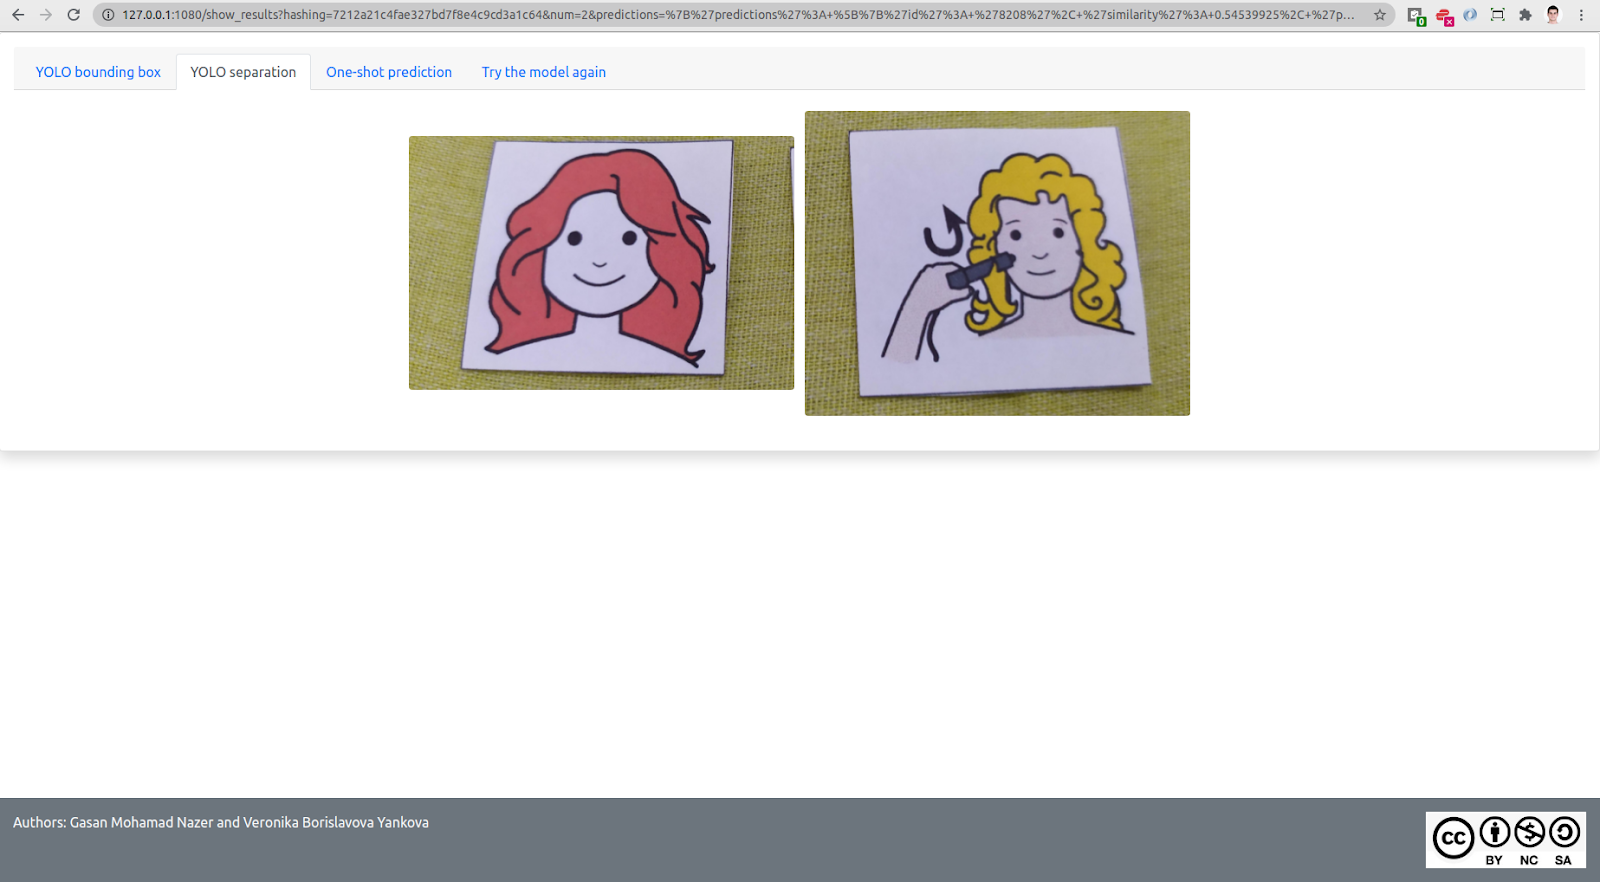 127.0.0.1:1080/show_results?hashing=7212a21c4fae327bd7f8e4c9cd3a1c64&num=2&predictions=%7B%27predictions%27%3A+%5B%7B%27id%27%3A+%278208%27%2C+%27similarity%27%3A+0.54539925%2C+%27p...
0
x
YOLO bounding box
YOLO separation
One-shot prediction
Try the model again
Authors: Gasan Mohamad Nazer and Veronika Borislavova Yankova
cc
BY NC SA